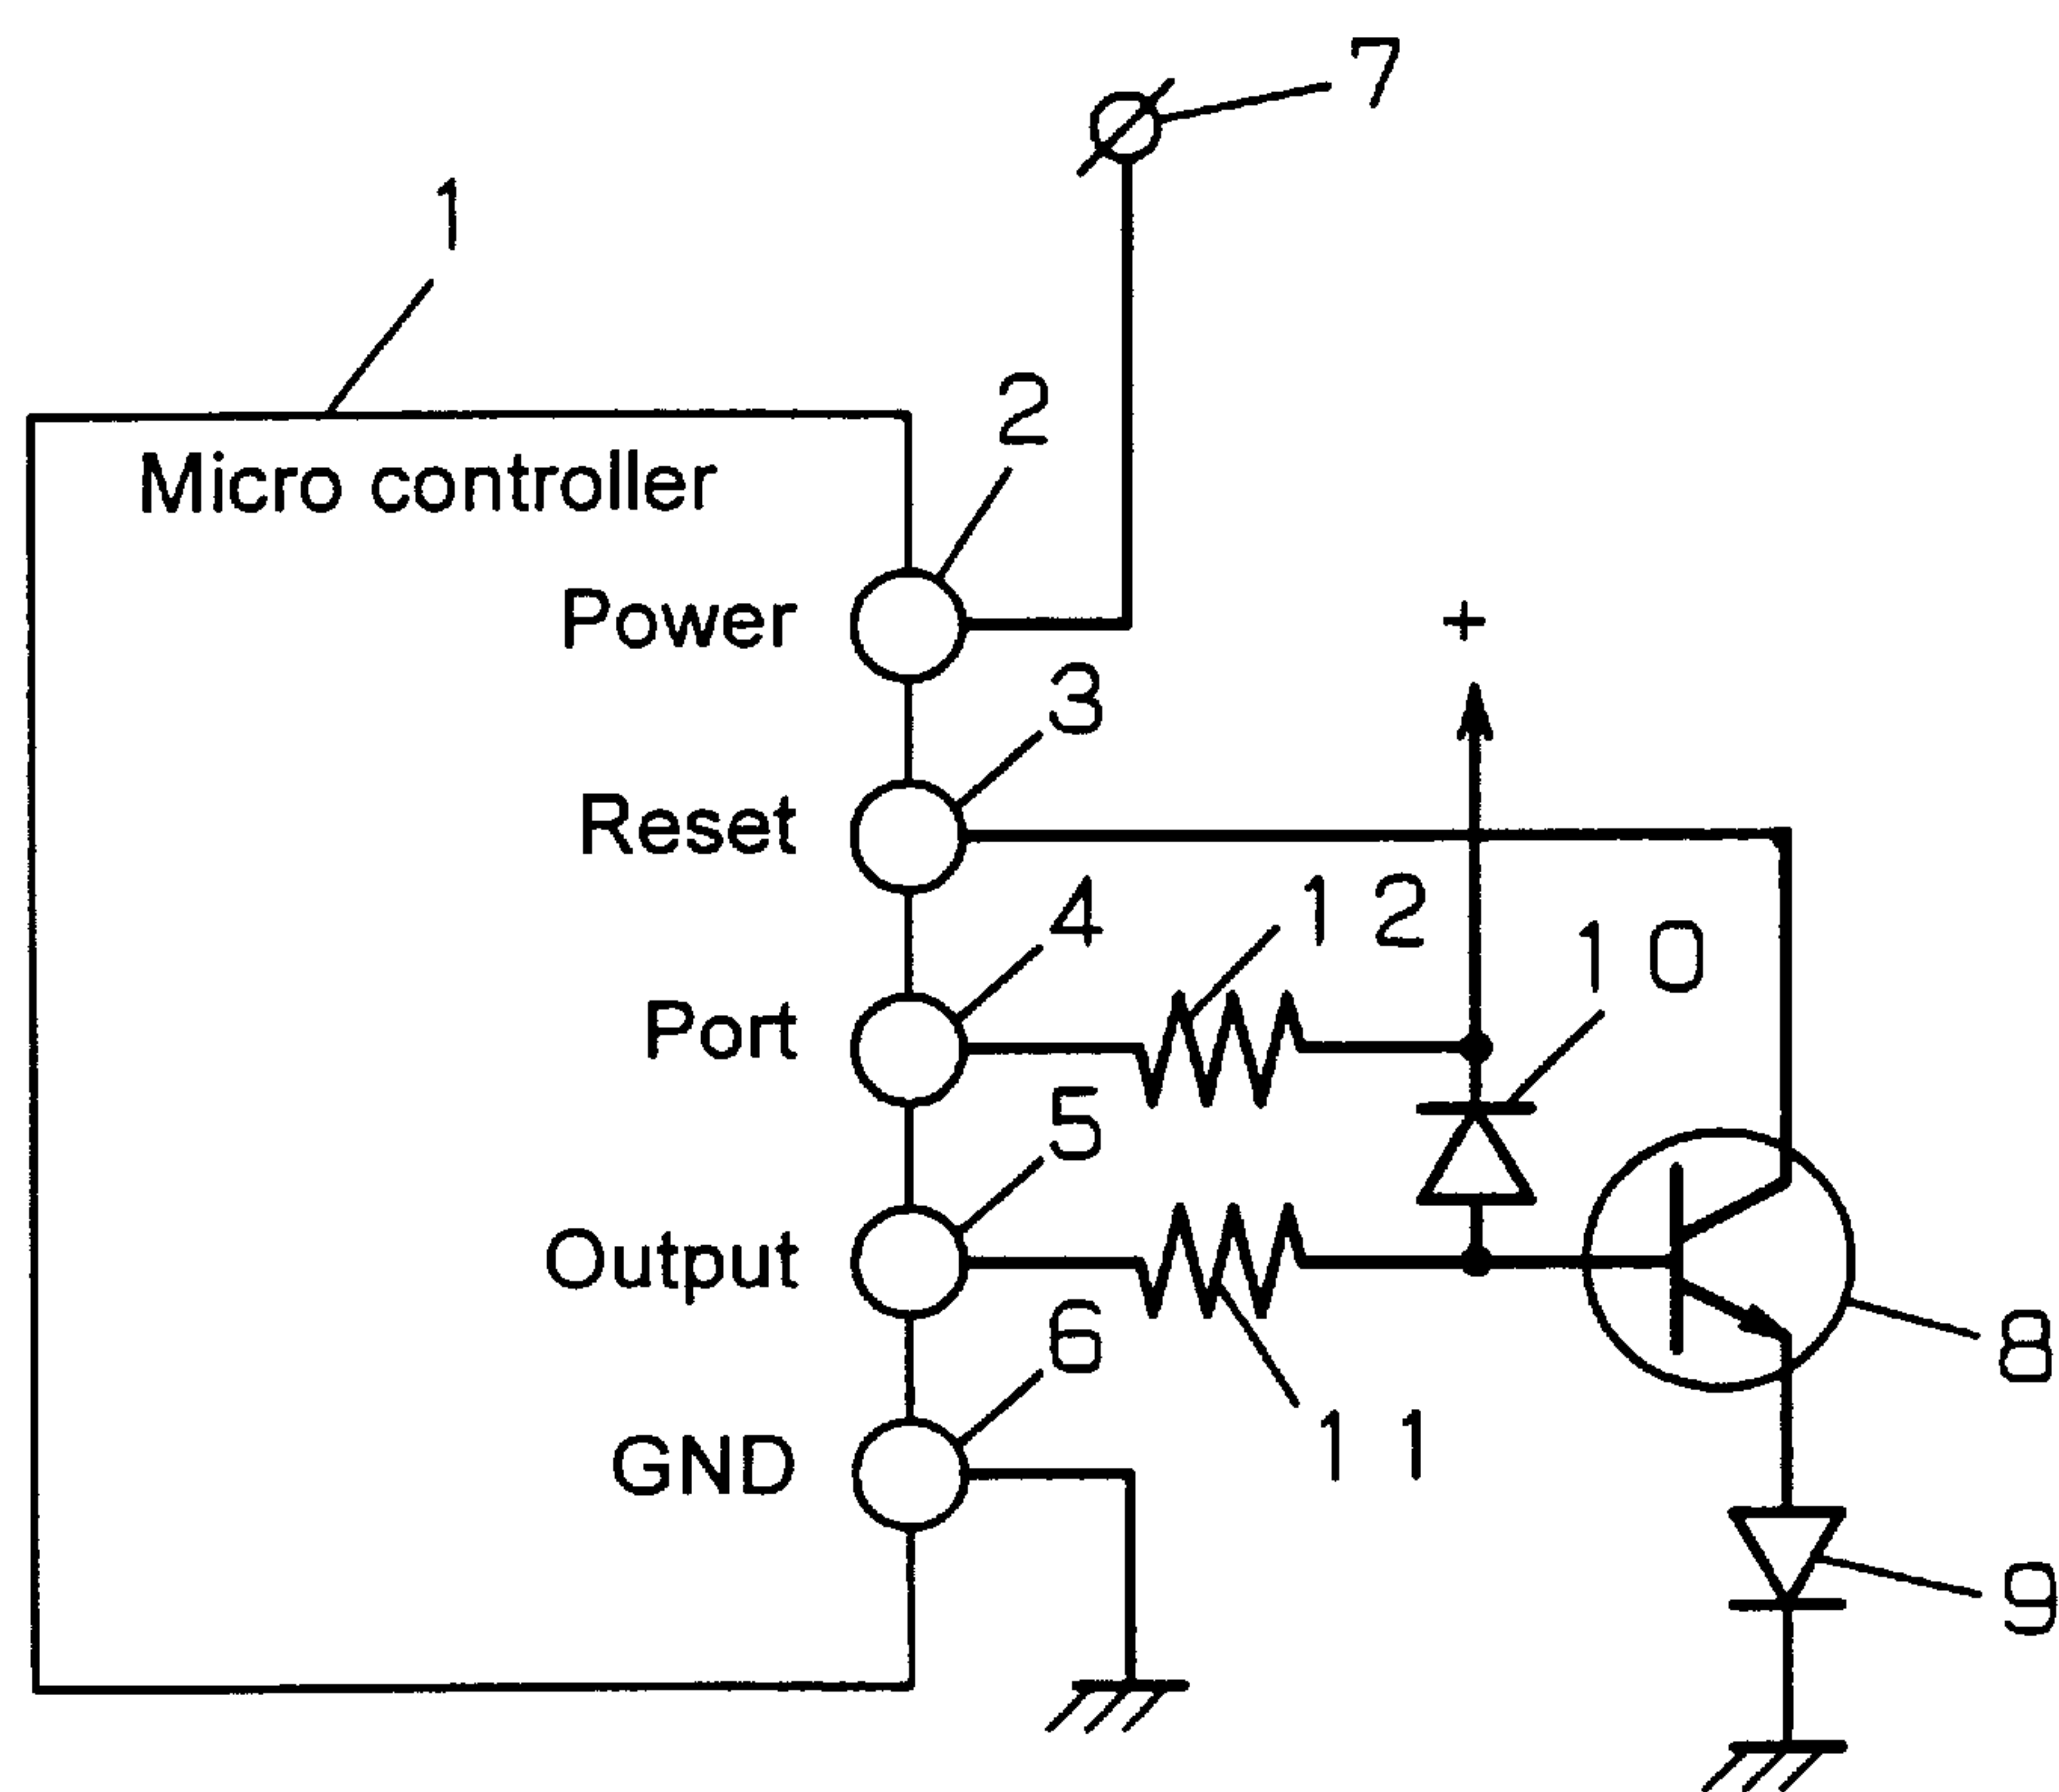 7
1
2
Micro controller
Power
+
3
Reset
4
12
10
Port
5
Output
6
8
11
GND
9